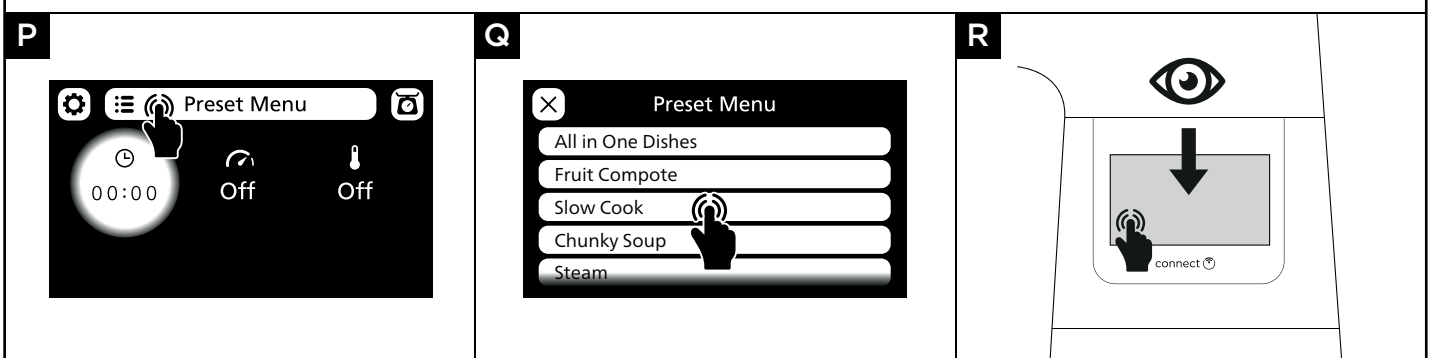 P
Preset Menu
00:00
Off
Off
Q
Preset Menu
All in One Dishes
Fruit Compote
Slow Cook
Chunky Soup
Steam
R
connect